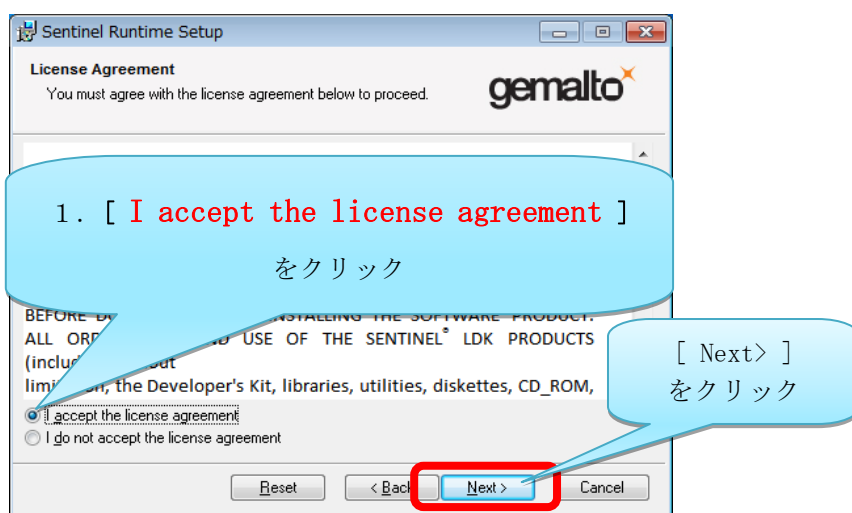 Sentinel Runtime Setup
License Agreement
You must agree with the license agreement below to proceed.
gemalto
1. [ I accept the license agreement ]
をクリック
BEFORE INSTALLING THE SOFTWARE PRODUCT.
ALL USE OF THE SENTINEL® LDK PRODUCTS
the Developer's Kit, libraries, utilities, diskettes, CD_ROM,
[ Next> ]
をクリック
I accept the license agreement
I do not accept the license agreement
Reset
< Back
Next >
Cancel